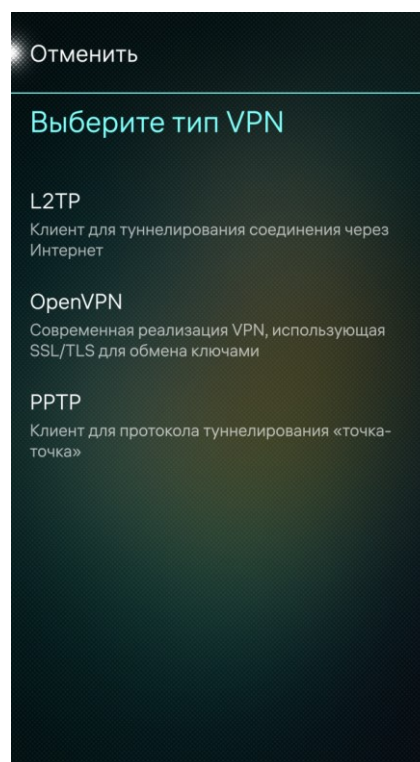 Отменить
Выберите тип VPN
L2TP
Клиент для туннелирования соединения через
Интернет
OpenVPN
Современная реализация VPN, использующая
SSL/TLS для обмена ключами
PPTP
Клиент для протокола туннелирования «точка-
точка»